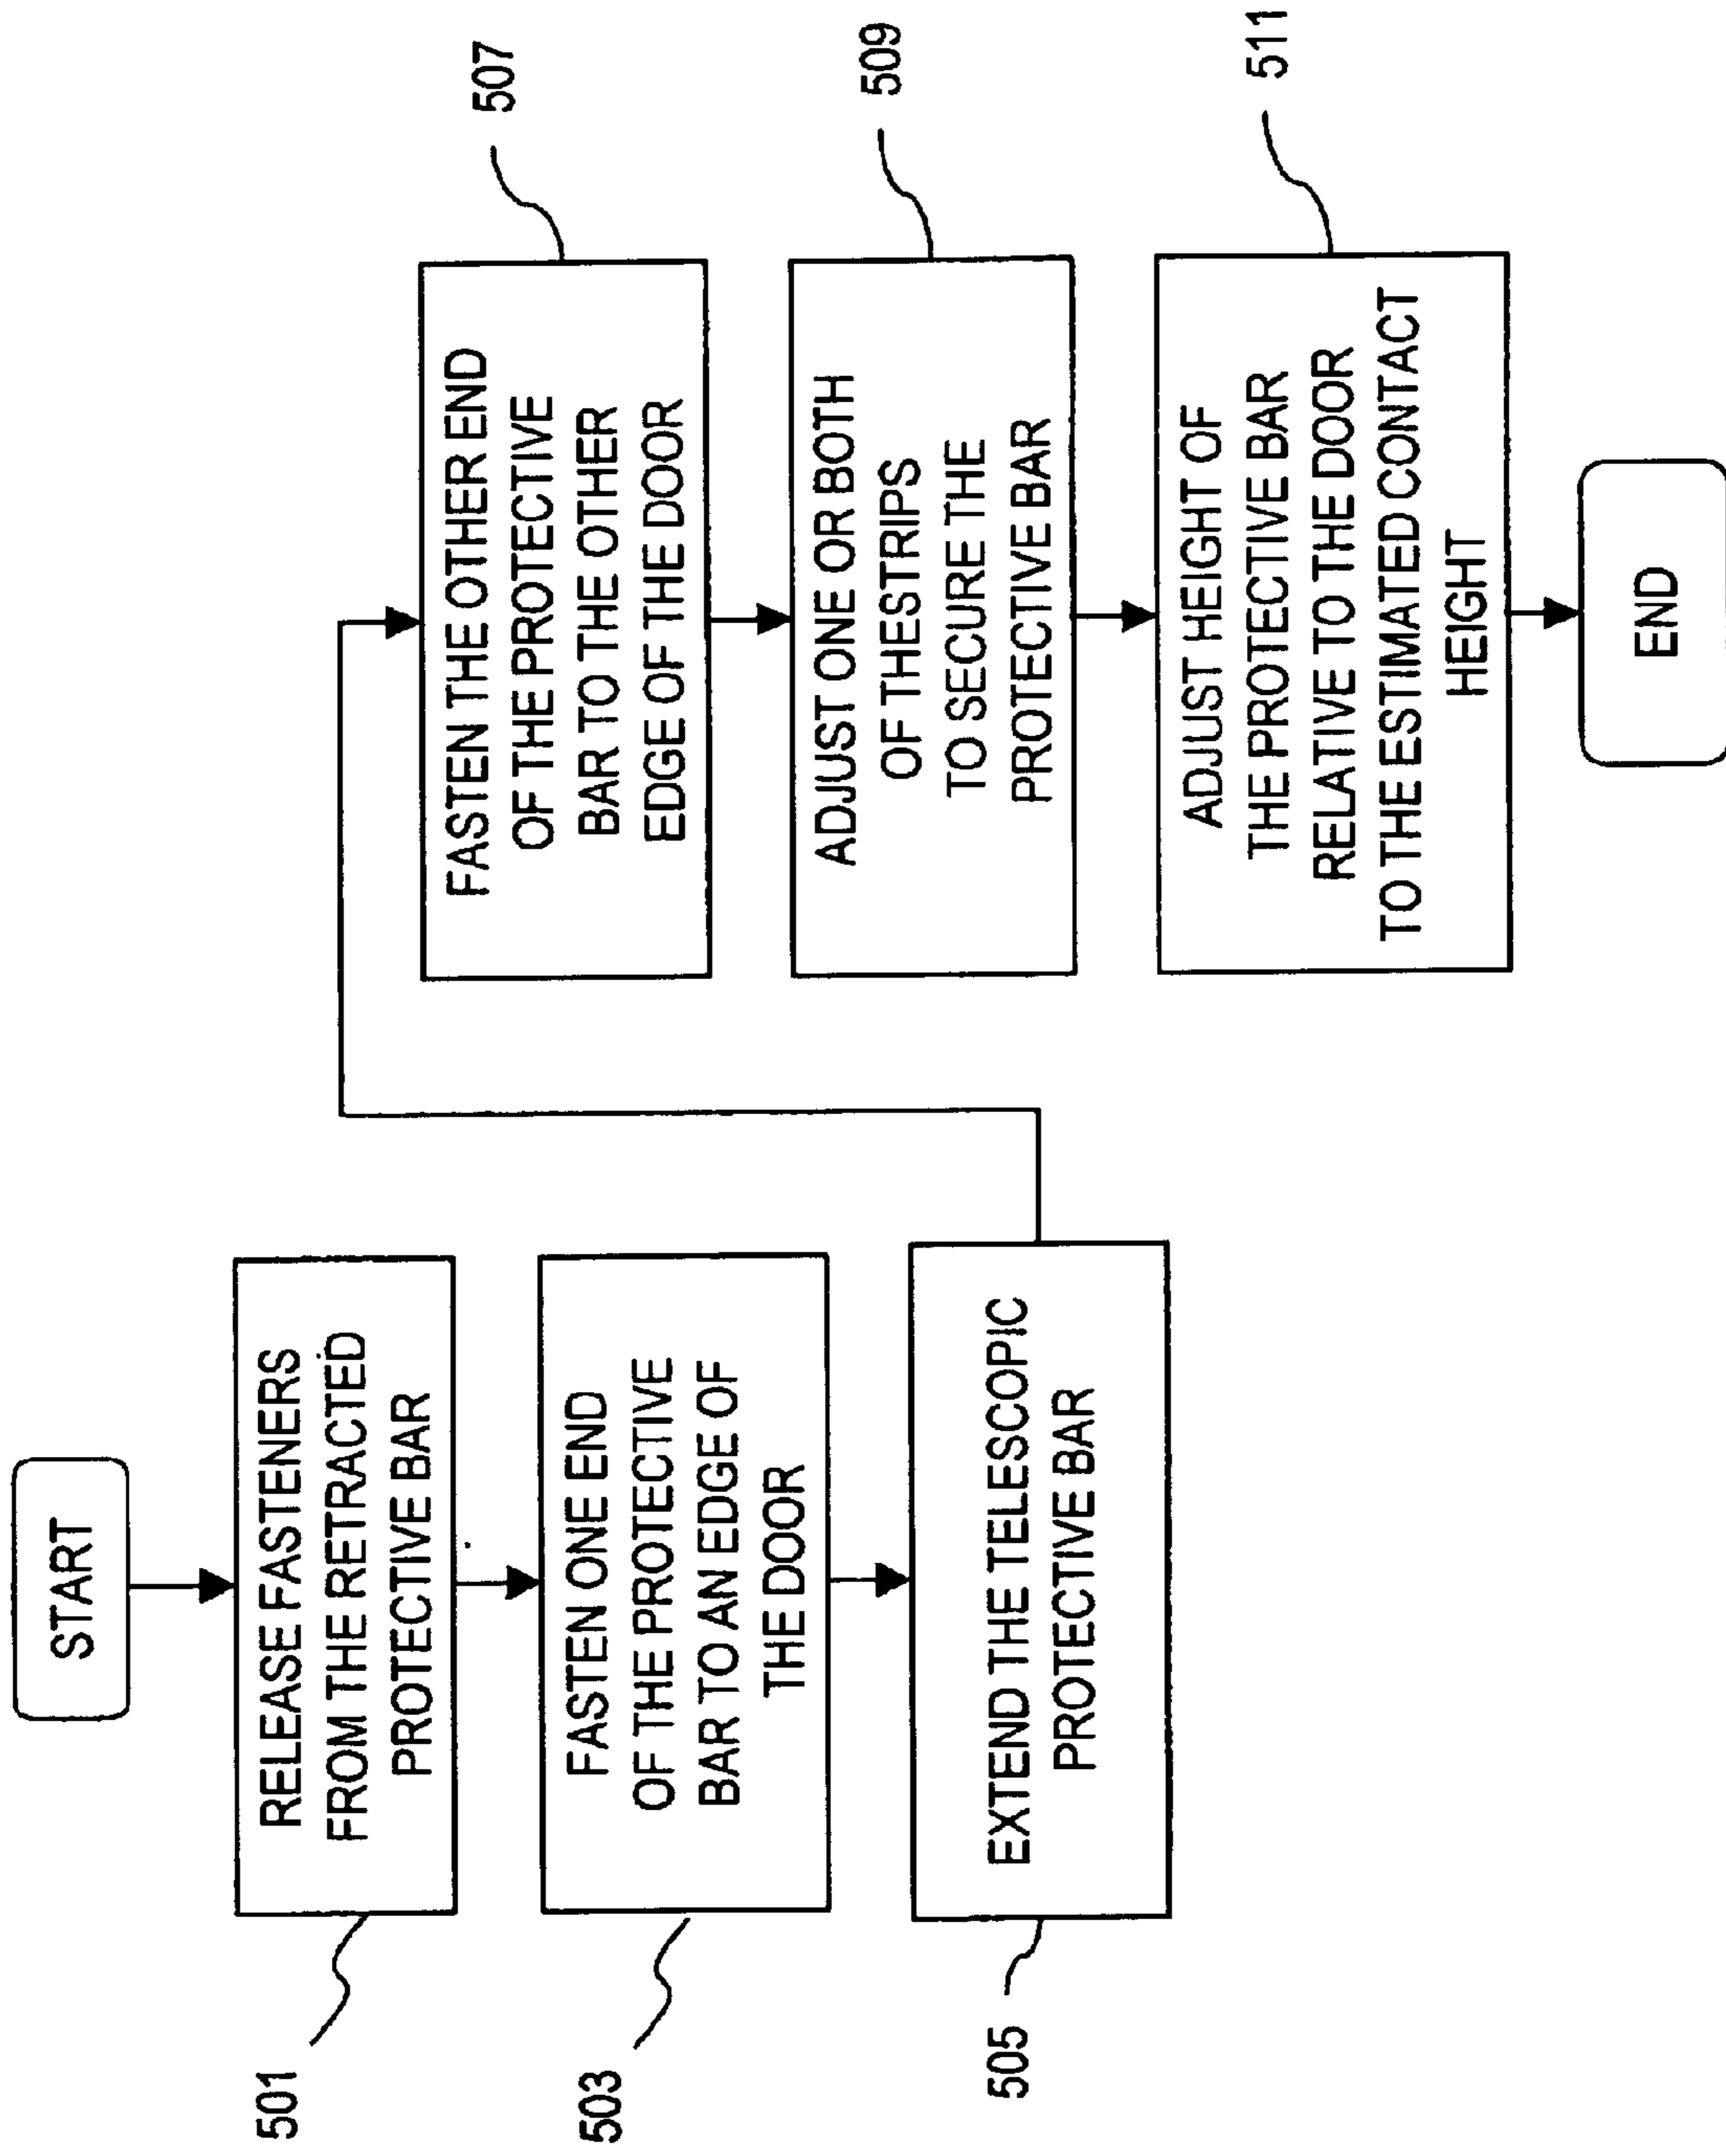 START
501
RELEASE FASTENERS
FROM THE RETRACTED
PROTECTIVE BAR
503
FASTEN ONE END
OF THE PROTECTIVE
BAR TO AN EDGE OF
THE DOOR
505
EXTEND THE TELESCOPIC
PROTECTIVE BAR
507
FASTEN THE OTHER END
OF THE PROTECTIVE
BAR TO THE OTHER
EDGE OF THE DOOR
509
ADJUST ONE OR BOTH
OF THESTRIPS
TO SECURE THE
PROTECTIVE BAR
511
ADJUST HEIGHT OF
THE PROTECTIVE BAR
RELATIVE TO THE DOOR
TO THE ESTIMATED CONTACT
HEIGHT
END